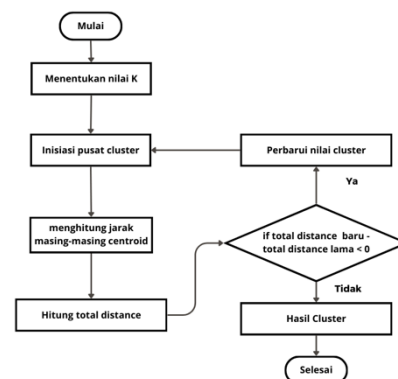 Mulai
Menentukan nilai K
Inisiasi pusat cluster
Perbarui nilai cluster
Ya
menghitung jarak
masing-masing centroid
if total distance baru -
total distance lama < 0
Tidak
Hitung total distance
Hasil Cluster
Selesai